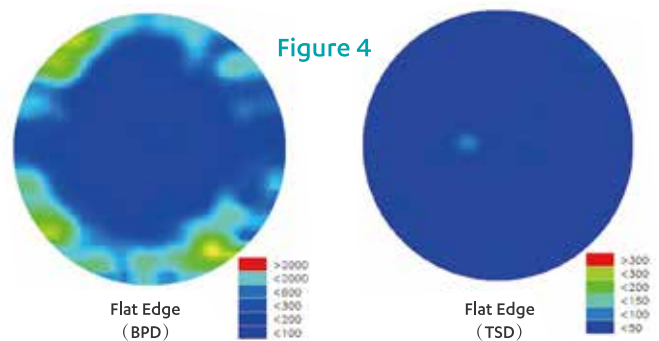 Figure 4
>2000
<2000
<600
<300
<200
<100
Flat Edge
（BPD）
>300
<300
<200
<150
<100
<50
Flat Edge
（TSD）